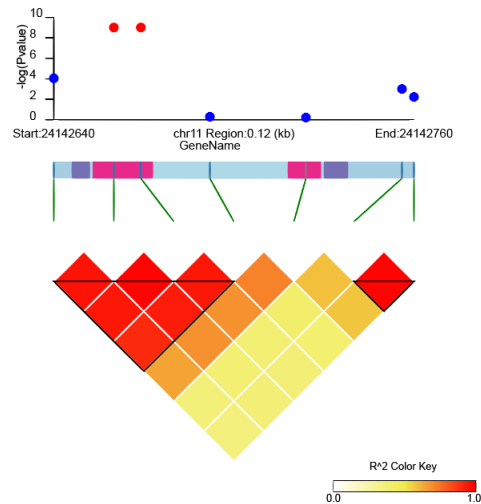 10
8
6
4
2
0
-log(Pvalue)
Start:24142640 chr11 Region:0.12 (kb) End:24142760
GeneName
R^2 Color Key
0.0 1.0